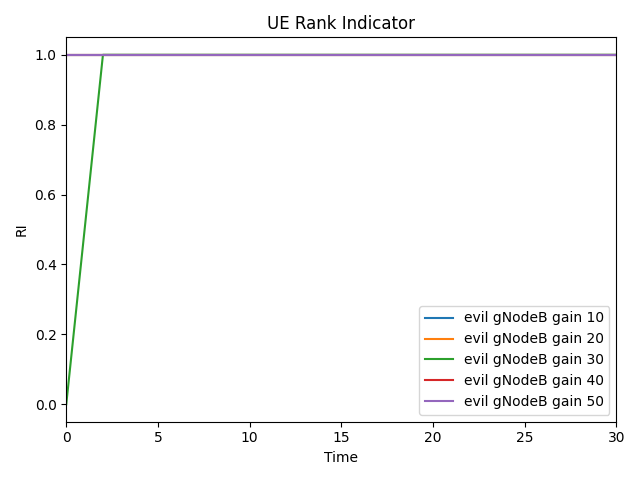 UE Rank Indicator
RI
1.0
0.8
0.6
0.4
0.2
0.0
evil gNodeB gain 10
evil gNodeB gain 20
evil gNodeB gain 30
evil gNodeB gain 40
evil gNodeB gain 50
0 5 10 15 20 25 30
Time